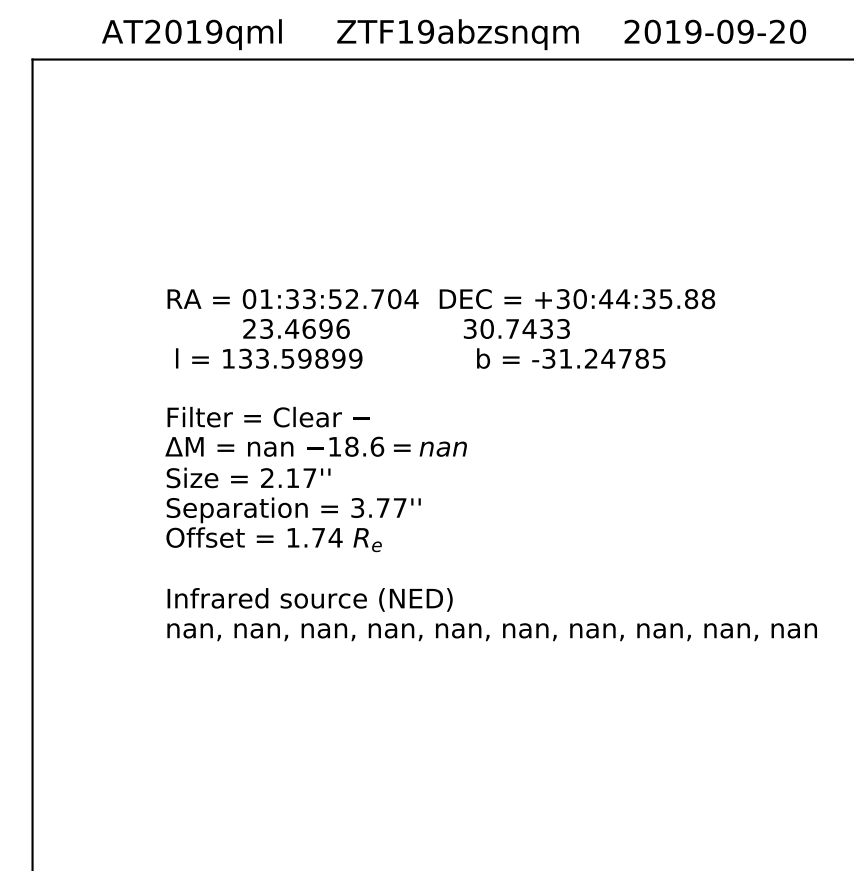 AT2019qml ZTF19abzsnqm 2019-09-20
RA = 01:33:52.704 DEC = +30:44:35.88
23.4696 30.7433
l = 133.59899 b = -31.24785
Filter = Clear −
ΔM = nan −18.6 = nan
Size = 2.17''
Separation = 3.77''
Offset = 1.74 Rₑ
Infrared source (NED)
nan, nan, nan, nan, nan, nan, nan, nan, nan, nan